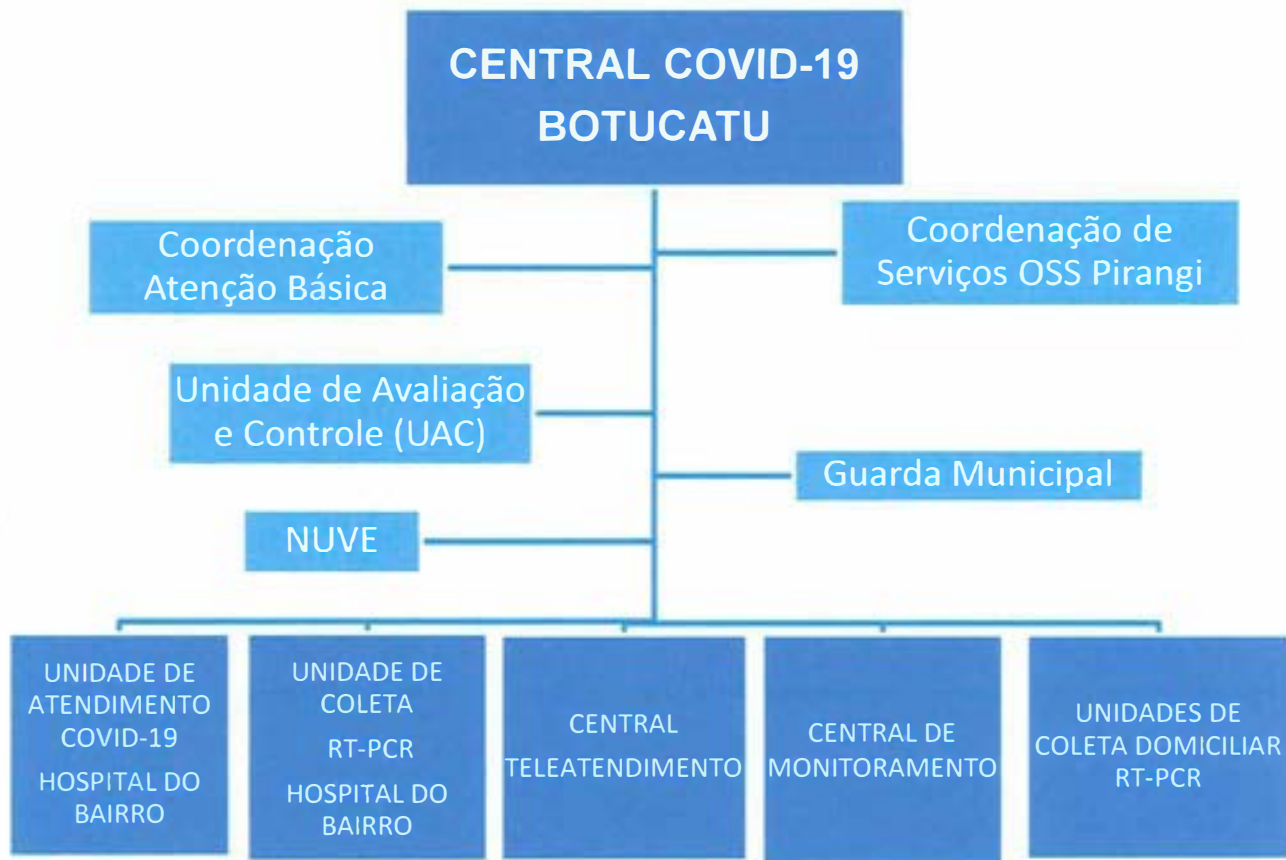 CENTRAL COVID-19
BOTUCATU
Coordenação
Atenção Básica
Coordenação de
Serviços OSS Pirangi
Unidade de Avaliação
e Controle (UAC)
Guarda Municipal
NUVE
UNIDADE DE
ATENDIMENTO
COVID-19
HOSPITAL DO
BAIRRO
UNIDADE DE
COLETA
RT-PCR
HOSPITAL DO
BAIRRO
CENTRAL
TELEATENDIMENTO
CENTRAL DE
MONITORAMENTO
UNIDADES DE
COLETA DOMICILIAR
RT-PCR